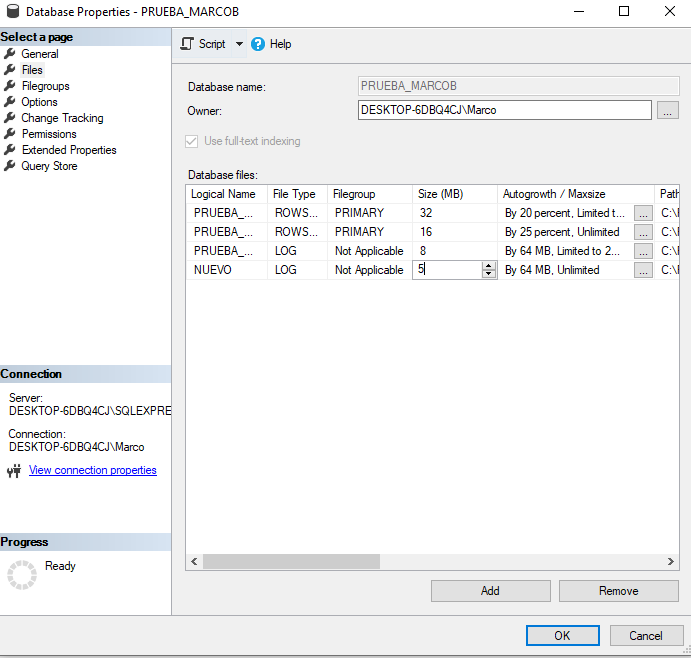 Database Properties - PRUEBA_MARCOB
Select a page
General
Files
Filegroups
Options
Change Tracking
Permissions
Extended Properties
Query Store
Connection
Server:
DESKTOP-6DBQ4CJ\SQLEXPRE
Connection:
DESKTOP-6DBQ4CJ\Marco
View connection properties
Progress
Ready
Script Help
Database name: PRUEBA_MARCOB
Owner: DESKTOP-6DBQ4CJ\Marco ...
Use full-text indexing
Database files:
Logical Name File Type Filegroup Size (MB) Autogrowth / Maxsize Path
PRUEBA_... ROWS... PRIMARY 32 By 20 percent, Limited t... ... C:\
PRUEBA_... ROWS... PRIMARY 16 By 25 percent, Unlimited ... C:\
PRUEBA_... LOG Not Applicable 8 By 64 MB, Limited to 2... ... C:\
NUEVO LOG Not Applicable 5 By 64 MB, Unlimited ... C:\
Add Remove
OK Cancel